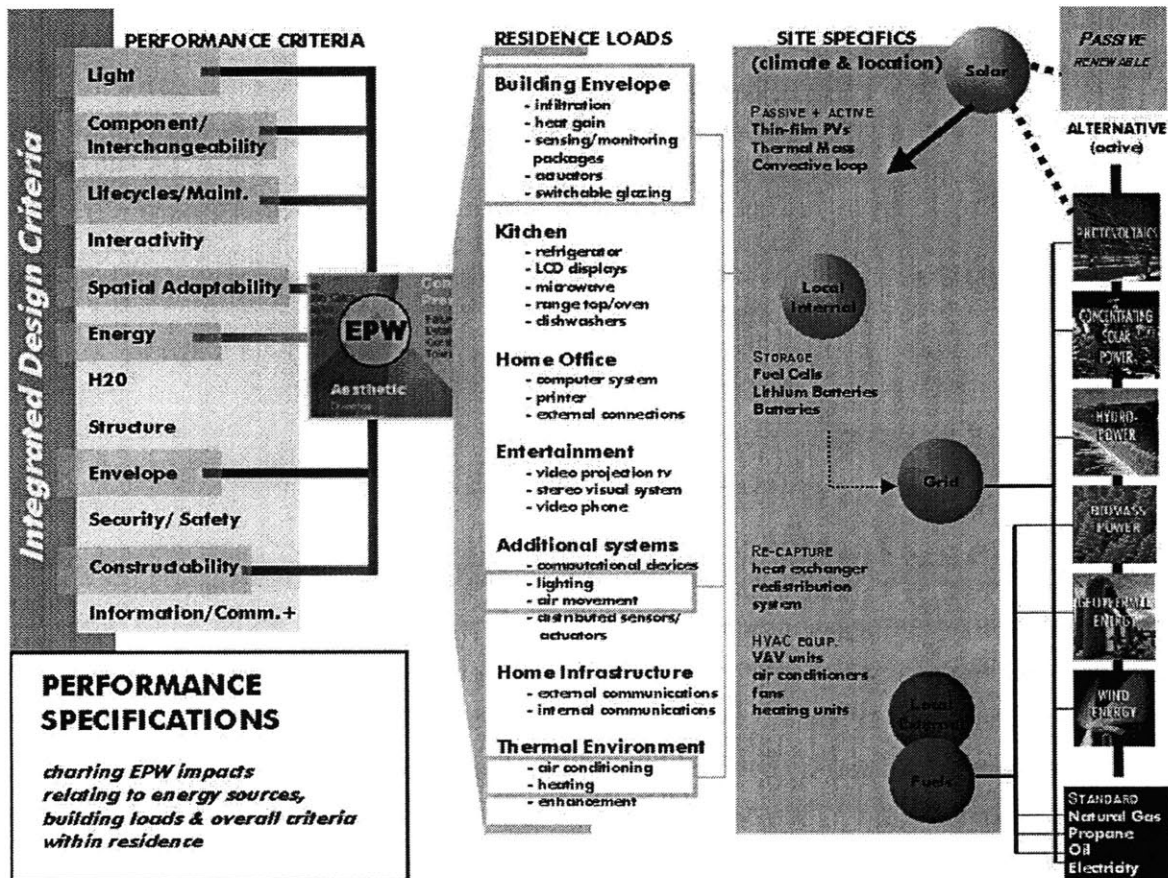 Integrated Design Criteria
PERFORMANCE CRITERIA
Light
Component/
Interchangeability
Lifecycles/Maint.
Interactivity
Spatial Adaptability
Energy
H20
Structure
Envelope
Security/ Safety
Constructability
Information/Comm.+
EPW
Aesthetic
PERFORMANCE
SPECIFICATIONS
charting EPW impacts
relating to energy sources,
building loads & overall criteria
within residence
RESIDENCE LOADS
Building Envelope
- infiltration
- heat gain
- sensing/monitoring
packages
- actuators
- switchable glazing
Kitchen
- refrigerator
- LCD displays
- microwave
- range top/oven
- dishwashers
Home Office
- computer system
- printer
- external connections
Entertainment
- video projection tv
- stereo visual system
- video phone
Additional systems
- computational devices
- lighting
- air movement
- distributed sensors/
actuators
Home Infrastructure
- external communications
- internal communications
Thermal Environment
- air conditioning
- heating
- enhancement
SITE SPECIFICS
(climate & location)
Solar
PASSIVE + ACTIVE
Thin-film PVs
Thermal Mass
Convective loop
Local
Internal
STORAGE
Fuel Cells
Lithium Batteries
Batteries
Grid
RE-CAPTURE
heat exchanger
redistribution
system
HVAC EQUIP.
VAV units
air conditioners
fans
heating units
Local
External
Fuels
PASSIVE
RENEWABLE
ALTERNATIVE
(active)
PHOTOVOLTAICS
CONCENTRATING
SOLAR
POWER
HYDRO-
POWER
BIOMASS
POWER
GEOTHERMAL
ENERGY
WIND
ENERGY
STANDARD
Natural Gas
Propane
Oil
Electricity